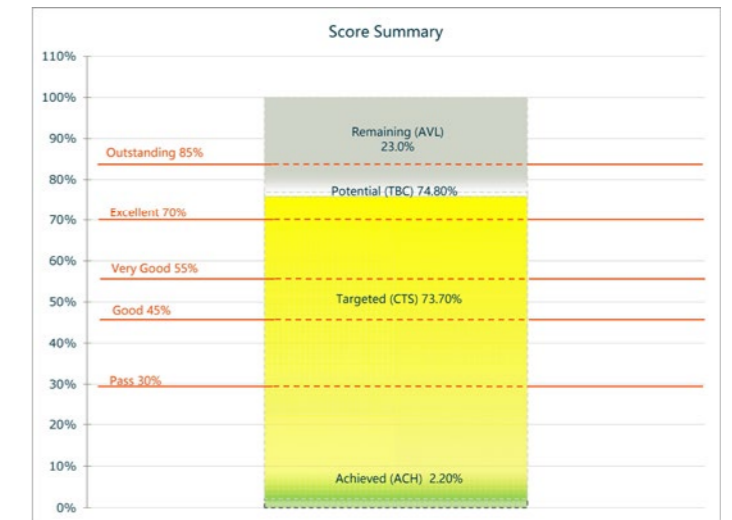 Score Summary
110%
100%
90%
80%
70%
60%
50%
40%
30%
20%
10%
0%
Outstanding 85%
Excellent 70%
Very Good 55%
Good 45%
Pass 30%
Remaining (AVL)
23.0%
Potential (TBC) 74.80%
Targeted (CTS) 73.70%
Achieved (ACH) 2.20%